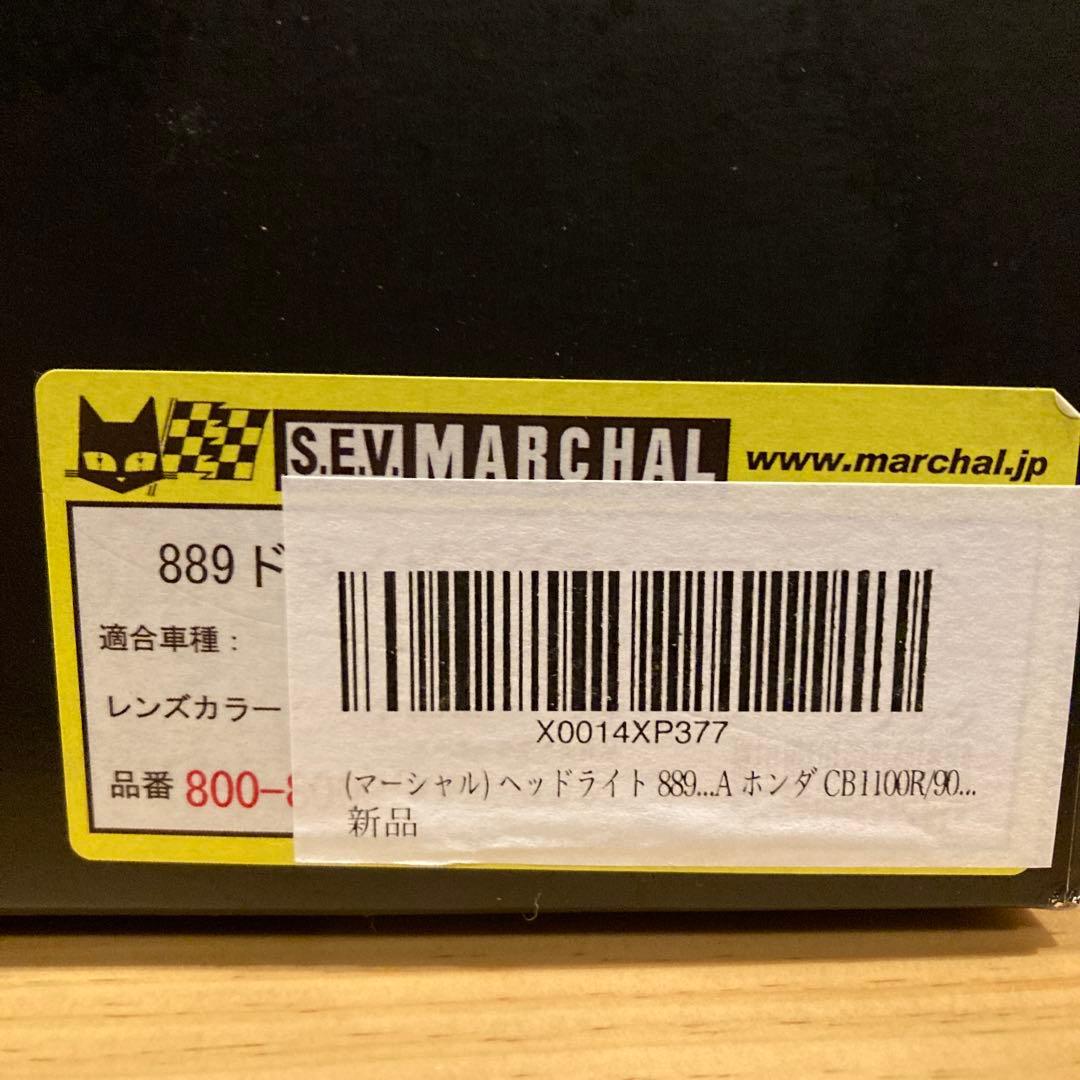 S.E.V. MARCHAL www.marchal.jp
889 ド
適合車種：
レンズカラー
品番 800-8
X0014XP377
(マーシャル) ヘッドライト 889...A ホンダ CB1100R/90...
新品